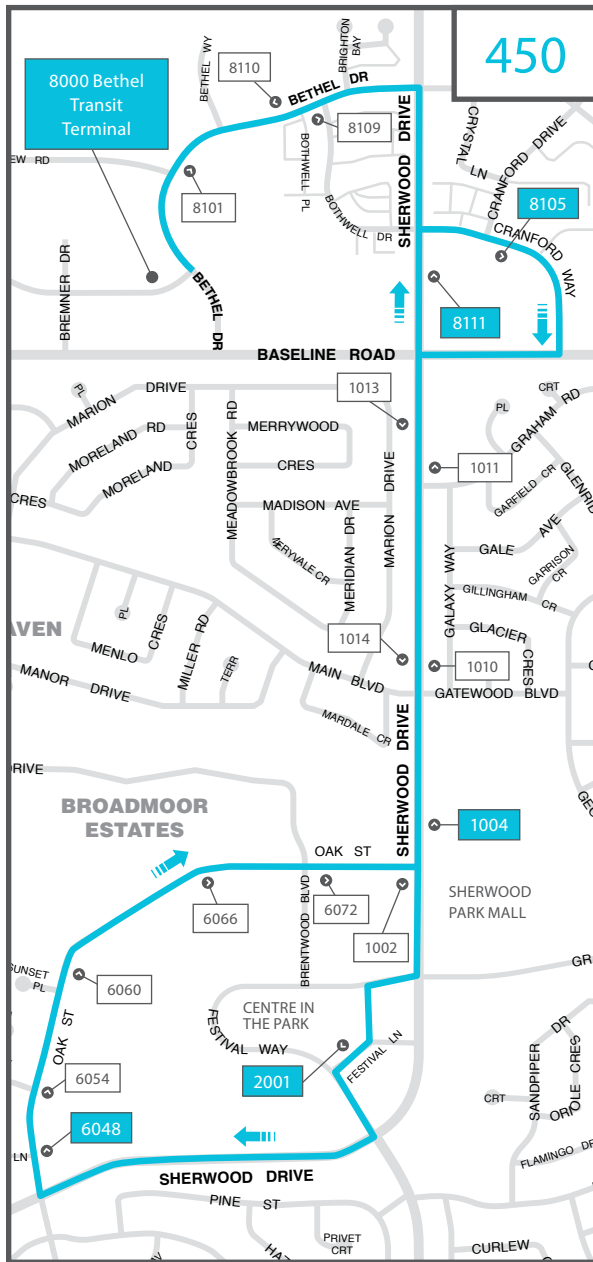 450
8000 Bethel
Transit
Terminal
BETHEL WY
8110
BETHEL DR
BRIGHTON
BAY
8109
SHERWOOD DRIVE
CRYSTAL
LN
CRANFORD DRIVE
EW RD
8101
BOTHWELL PL
BOTHWELL DR
8105
CRANFORD WAY
BREMNER DR
BETHEL DR
8111
BASELINE ROAD
PL
MARION DRIVE
1013
CRT
PL
GRAHAM RD
MORELAND RD
MORELAND
CRES
CRES
MEADOWBROOK RD
MERRYWOOD
CRES
MARION DRIVE
1011
GARFIELD CR
GLENRID
MADISON AVE
MERIDIAN DR
GALAXY WAY
GALE AVE
GARRISON
CR
GILLINGHAM CR
PL
AVEN
MENLO CRES
MILLER RD
TERR
1014
GLACIER
CRES
1010
MANOR DRIVE
MAIN BLVD
GATEWOOD BLVD
MARDALE CR
SHERWOOD DRIVE
DRIVE
GEO
BROADMOOR
ESTATES
1004
OAK ST
6066
BRENTWOOD BLVD
6072
1002
SHERWOOD
PARK MALL
SUNSET
PL
6060
GR
CENTRE IN
THE PARK
OAK ST
FESTIVAL WAY
FESTIVAL LN
SANDPIPER DR
6054
2001
CRT
ORIOLE CRES
6048
LN
FLAMINGO DR
SHERWOOD DRIVE
PINE ST
PRIVET
CRT
CURLEW